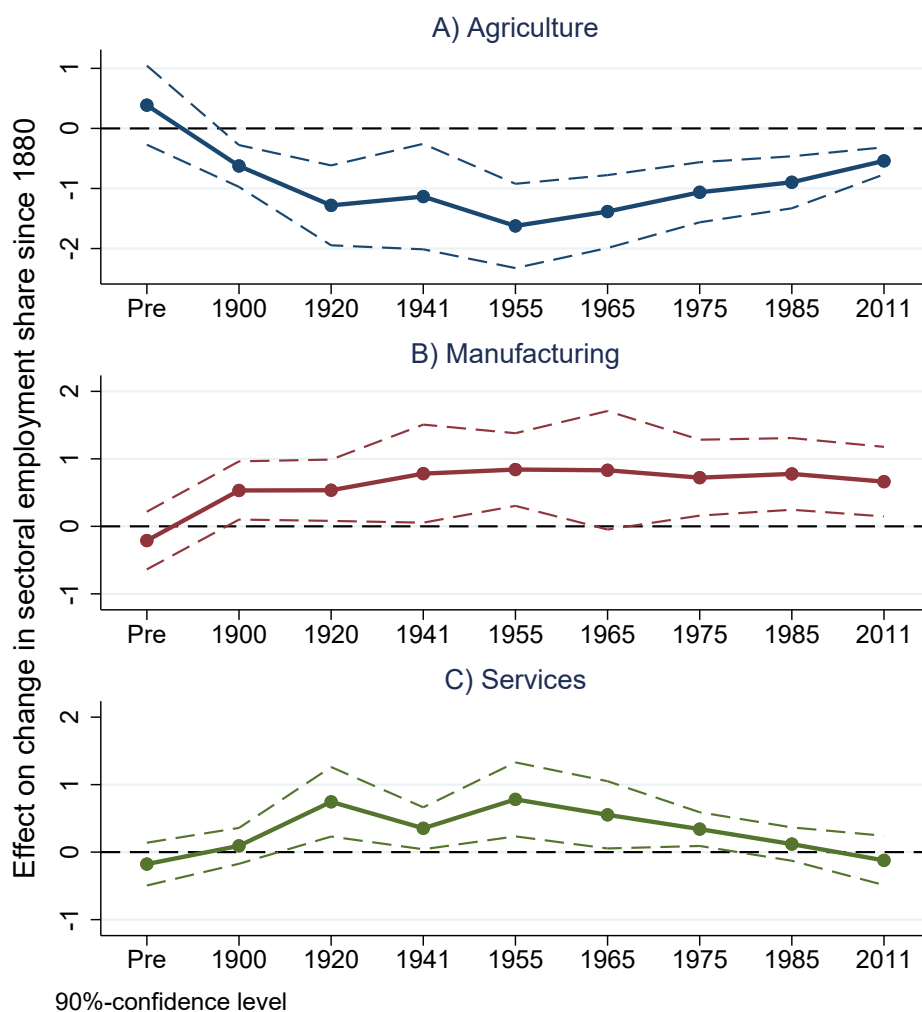 Effect on change in sectoral employment share since 1880
A) Agriculture
1
0
-1
-2
Pre 1900 1920 1941 1955 1965 1975 1985 2011
B) Manufacturing
2
1
0
-1
Pre 1900 1920 1941 1955 1965 1975 1985 2011
C) Services
2
1
0
-1
Pre 1900 1920 1941 1955 1965 1975 1985 2011
90%-confidence level